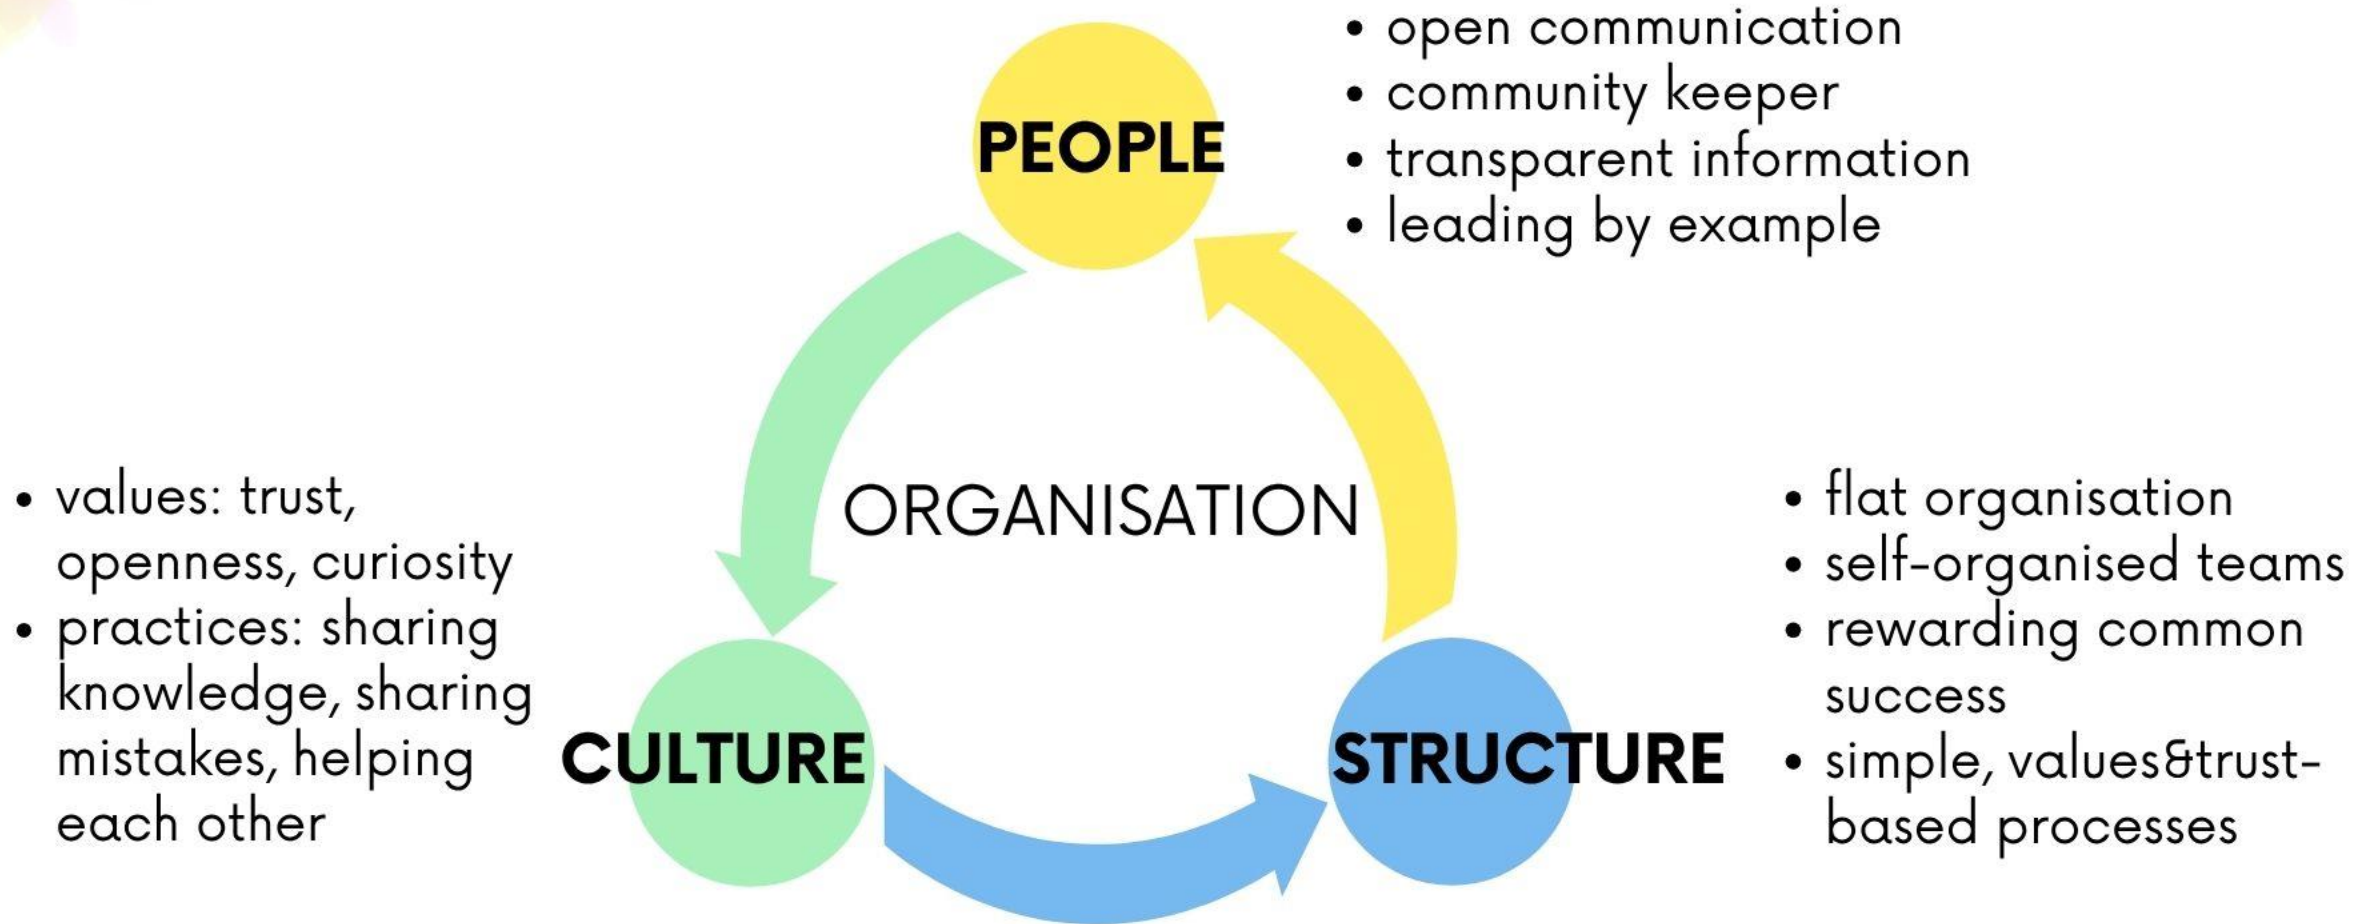 PEOPLE
• open communication
• community keeper
• transparent information
• leading by example
ORGANISATION
• values: trust,
openness, curiosity
• practices: sharing
knowledge, sharing
mistakes, helping
each other
CULTURE
STRUCTURE
• flat organisation
• self-organised teams
• rewarding common
success
• simple, values&trust-
based processes